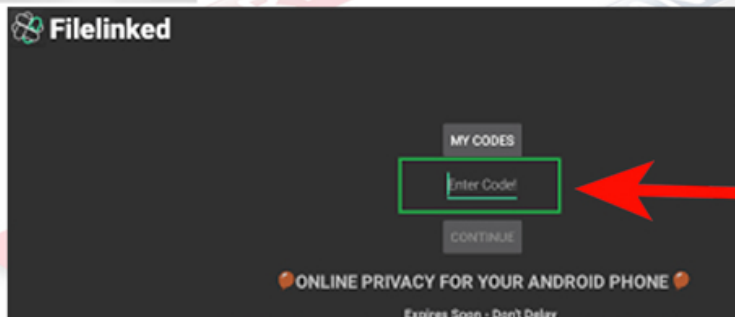 Filelinked
MY CODES
Enter Code!
CONTINUE
ONLINE PRIVACY FOR YOUR ANDROID PHONE
Expires Soon - Don't Delay